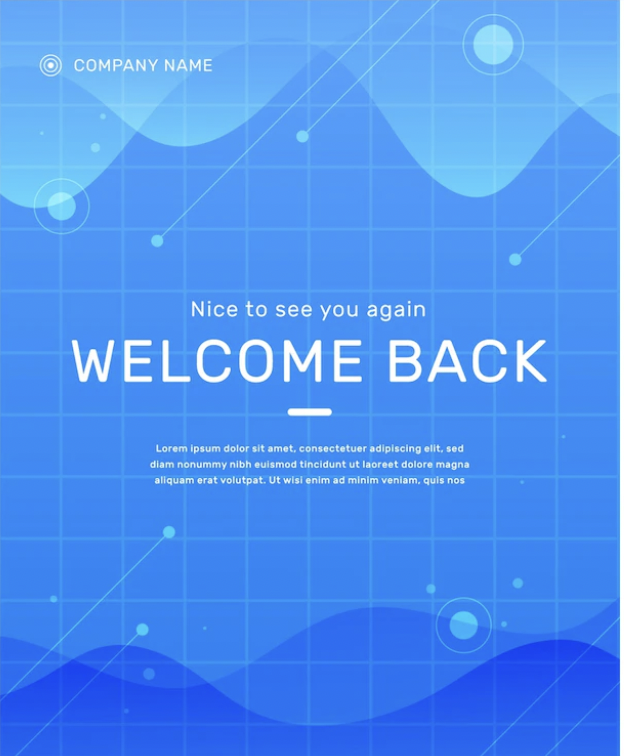 COMPANY NAME
Nice to see you again
WELCOME BACK
Lorem ipsum dolor sit amet, consectetuer adipiscing elit, sed
diam nonummy nibh euismod tincidunt ut laoreet dolore magna
aliquam erat volutpat. Ut wisi enim ad minim veniam, quis nos